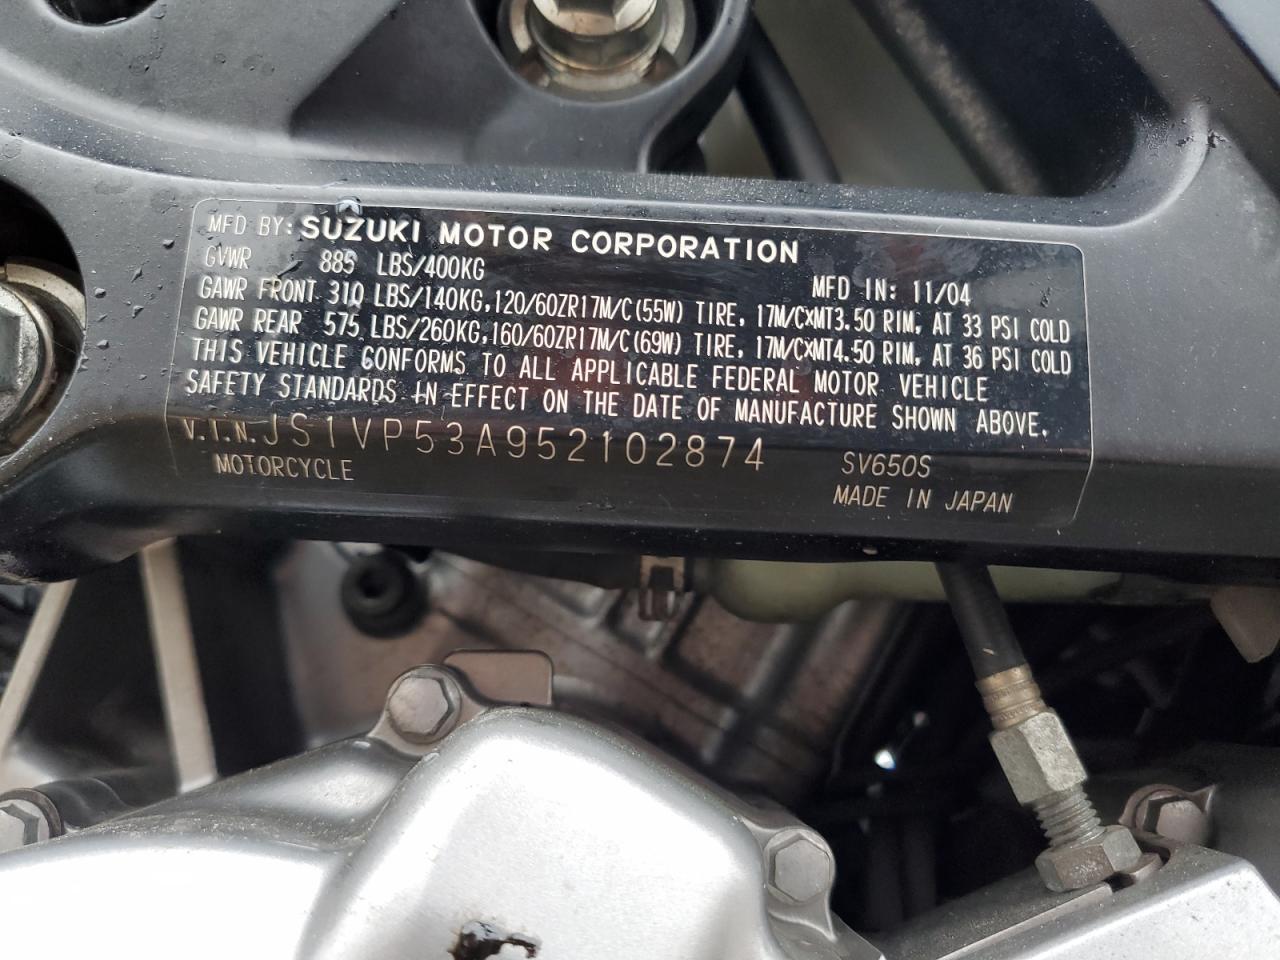 MFD BY: SUZUKI MOTOR CORPORATION
GVWR 885 LBS/400KG MFD IN: 11/04
GAWR FRONT 310 LBS/140KG,120/60ZR17M/C(55W) TIRE, 17M/CXMT3.50 RIM, AT 33 PSI COLD
GAWR REAR 575 LBS/260KG,160/60ZR17M/C(69W) TIRE, 17M/CXMT4.50 RIM, AT 36 PSI COLD
THIS VEHICLE CONFORMS TO ALL APPLICABLE FEDERAL MOTOR VEHICLE
SAFETY STANDARDS IN EFFECT ON THE DATE OF MANUFACTURE SHOWN ABOVE.
V.I.N. JS1VP53A952102874 SV650S
MOTORCYCLE MADE IN JAPAN